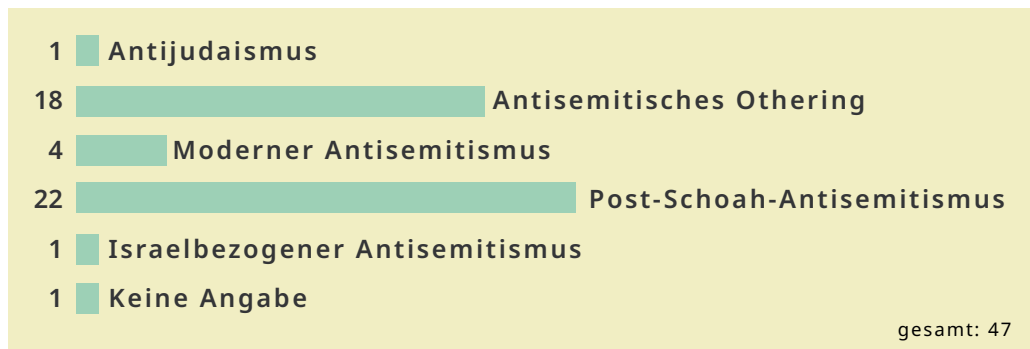 1 Antijudaismus
18 Antisemitisches Othering
4 Moderner Antisemitismus
22 Post-Schoah-Antisemitismus
1 Israelbezogener Antisemitismus
1 Keine Angabe
gesamt: 47